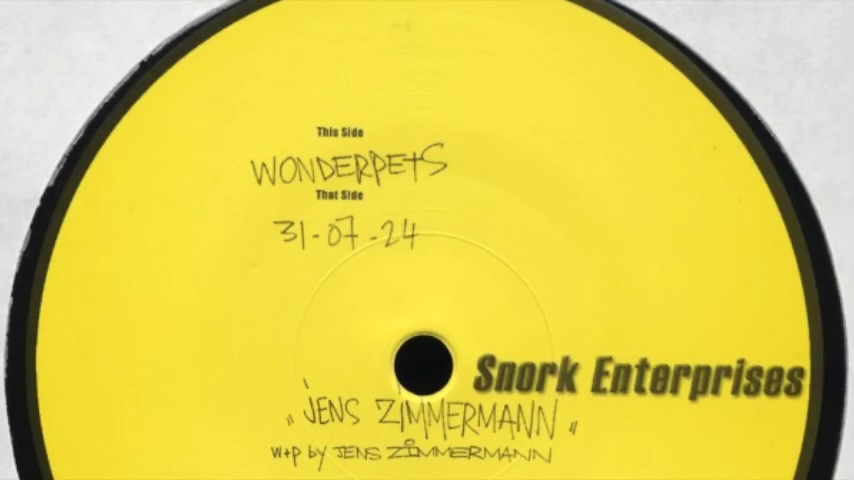 This Side
WONDERPETS
That Side
31-07-24
Snork Enterprises
„JENS ZIMMERMANN"
w+p by JENS ZIMMERMANN